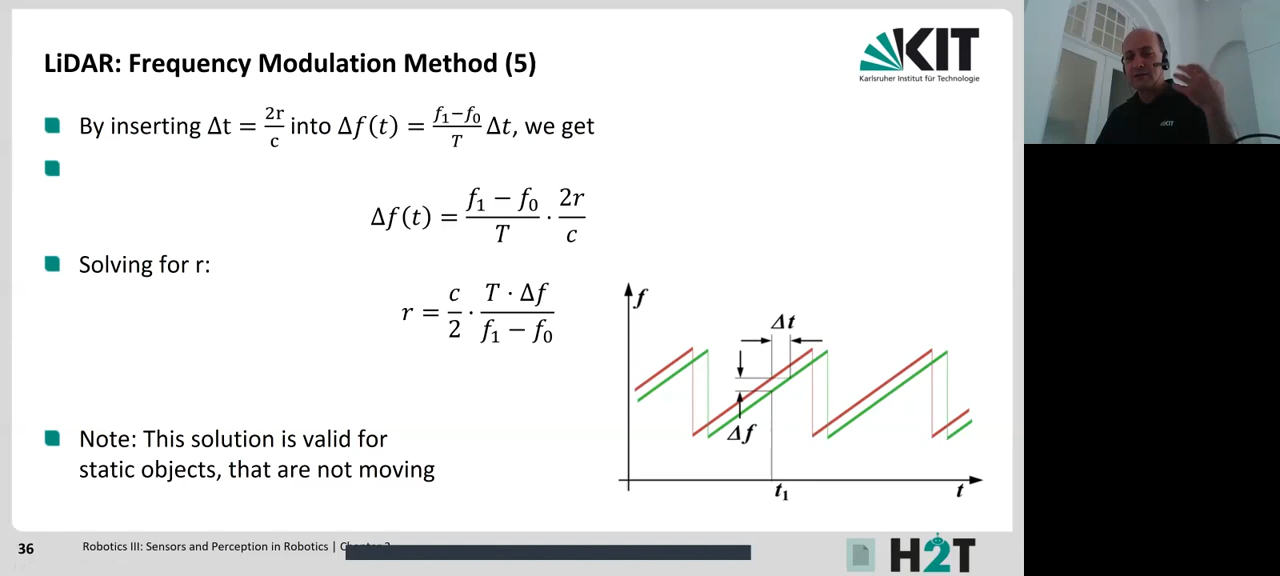 LiDAR: Frequency Modulation Method (5)
KIT
Karlsruher Institut für Technologie
By inserting Δt = 2r/c into Δf(t) = (f₁−f₀)/T Δt, we get
Δf(t) = (f₁ − f₀)/T · 2r/c
Solving for r:
r = c/2 · (T · Δf)/(f₁ − f₀)
f
Δt
Δf
t₁
t
Note: This solution is valid for
static objects, that are not moving
36
Robotics III: Sensors and Perception in Robotics |
H2T
KIT